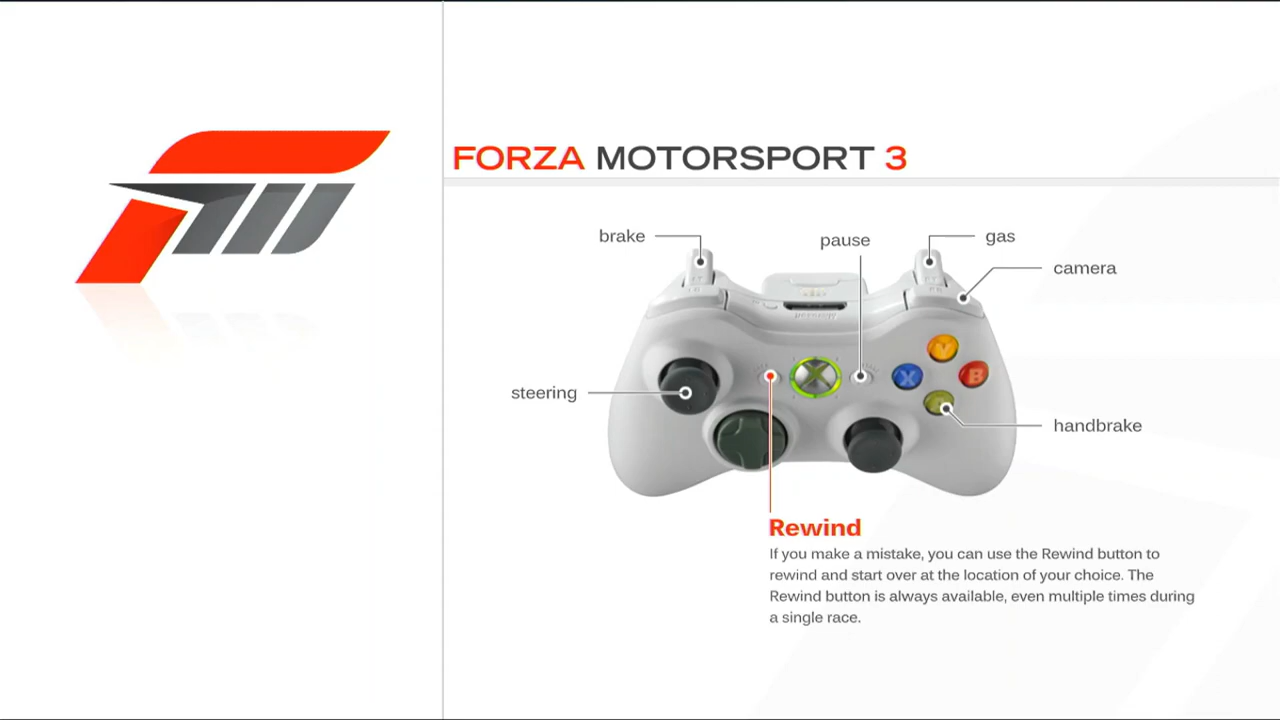 FORZA MOTORSPORT 3
brake
pause
gas
camera
steering
Y
X
B
handbrake
Rewind
If you make a mistake, you can use the Rewind button to
rewind and start over at the location of your choice. The
Rewind button is always available, even multiple times during
a single race.